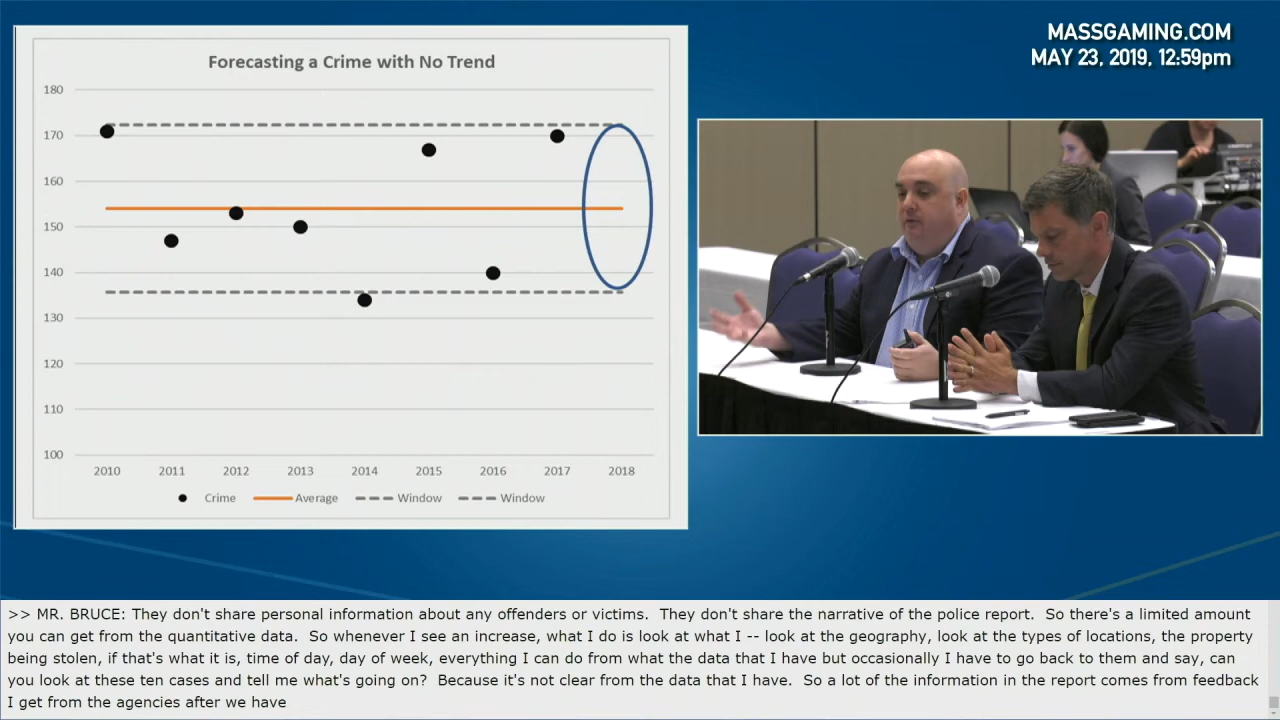 MASSGAMING.COM
MAY 23, 2019, 12:59pm
Forecasting a Crime with No Trend
180
170
160
150
140
130
120
110
100
2010 2011 2012 2013 2014 2015 2016 2017 2018
Crime Average Window Window
>> MR. BRUCE: They don't share personal information about any offenders or victims. They don't share the narrative of the police report. So there's a limited amount
you can get from the quantitative data. So whenever I see an increase, what I do is look at what I -- look at the geography, look at the types of locations, the property
being stolen, if that's what it is, time of day, day of week, everything I can do from what the data that I have but occasionally I have to go back to them and say, can
you look at these ten cases and tell me what's going on? Because it's not clear from the data that I have. So a lot of the information in the report comes from feedback
I get from the agencies after we have